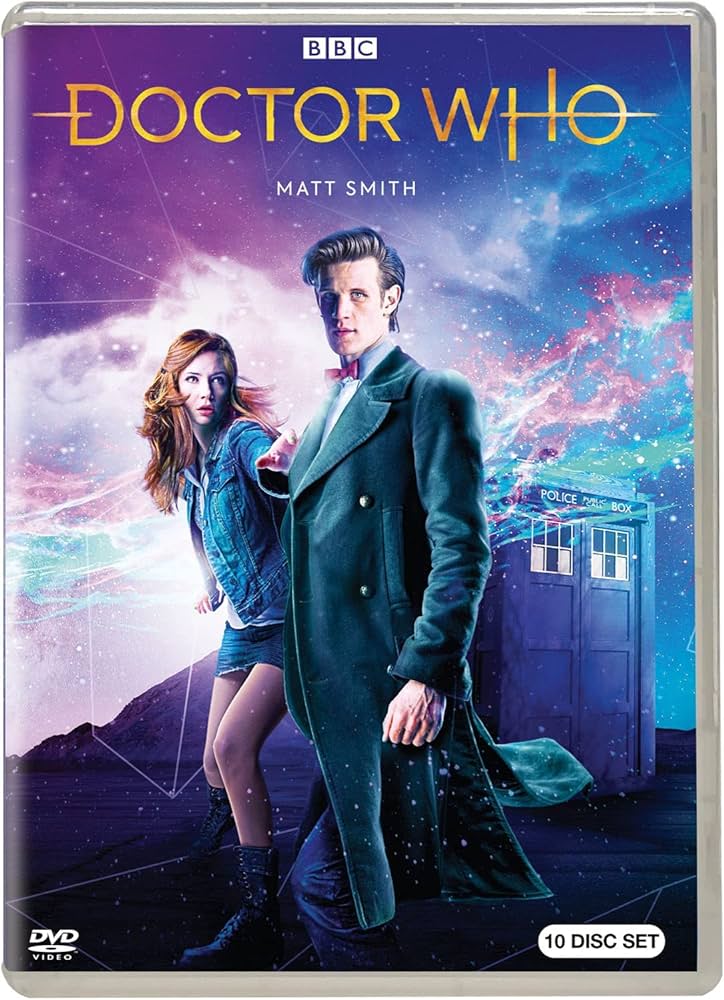 BBC
DOCTOR WHO
MATT SMITH
POLICE PUBLIC CALL BOX
DVD
VIDEO
10 DISC SET